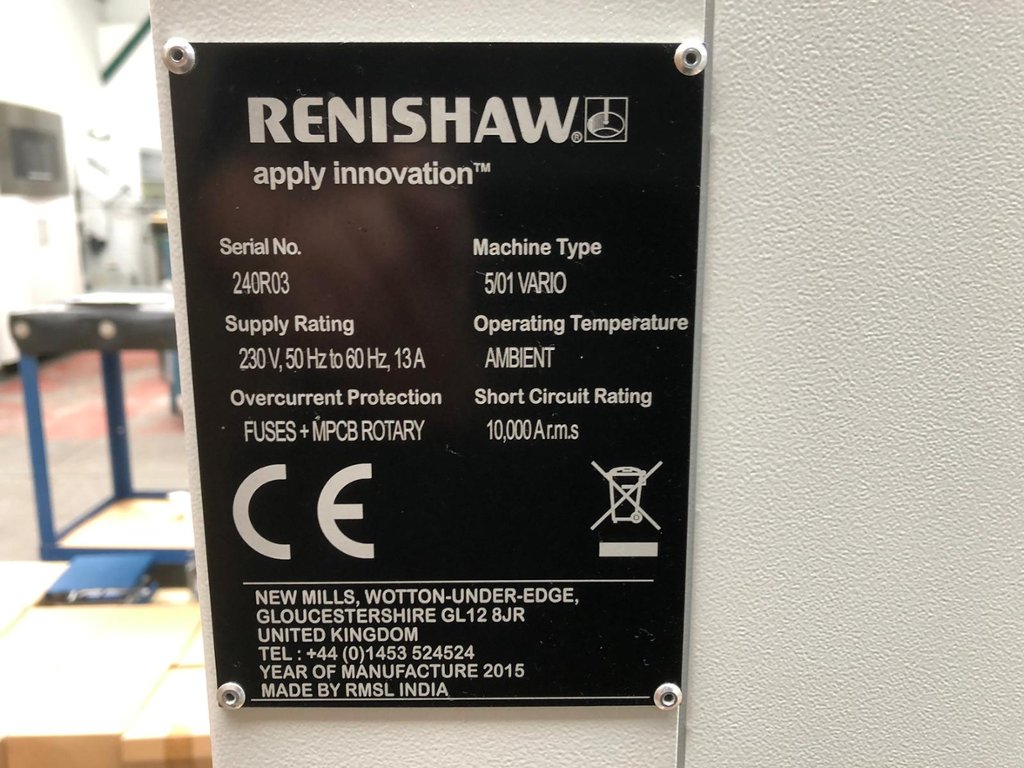 RENISHAW®
apply innovation™
Serial No.
240R03
Machine Type
5/01 VARIO
Supply Rating
230 V, 50 Hz to 60 Hz, 13 A
Operating Temperature
AMBIENT
Overcurrent Protection
FUSES + MPCB ROTARY
Short Circuit Rating
10,000 A r.m.s
CE
NEW MILLS, WOTTON-UNDER-EDGE,
GLOUCESTERSHIRE GL12 8JR
UNITED KINGDOM
TEL : +44 (0)1453 524524
YEAR OF MANUFACTURE 2015
MADE BY RMSL INDIA